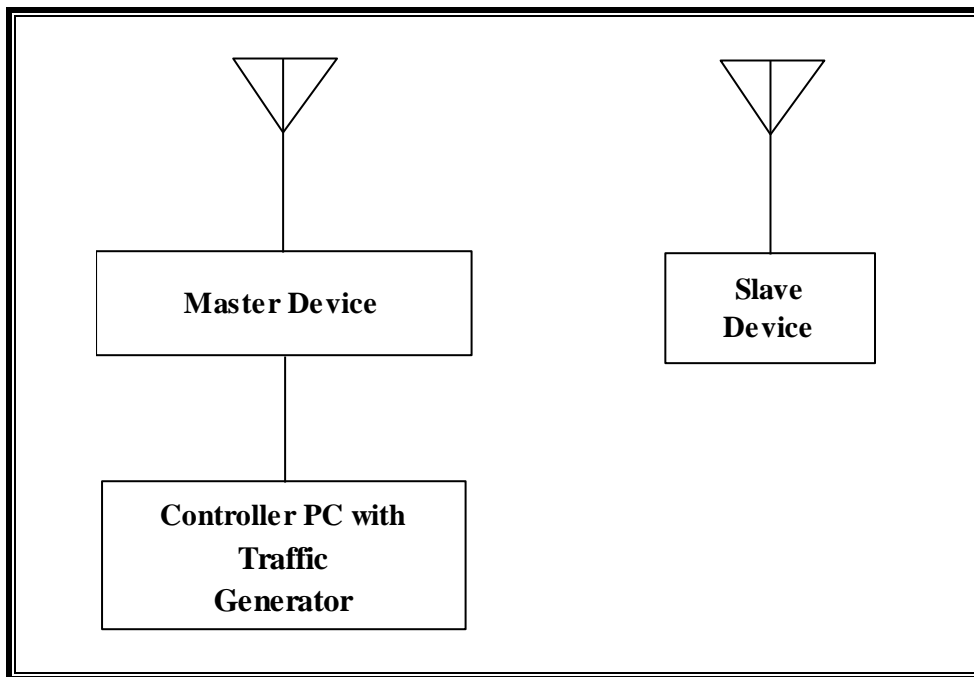 Master Device
Slave
Device
Controller PC with
Traffic
Generator